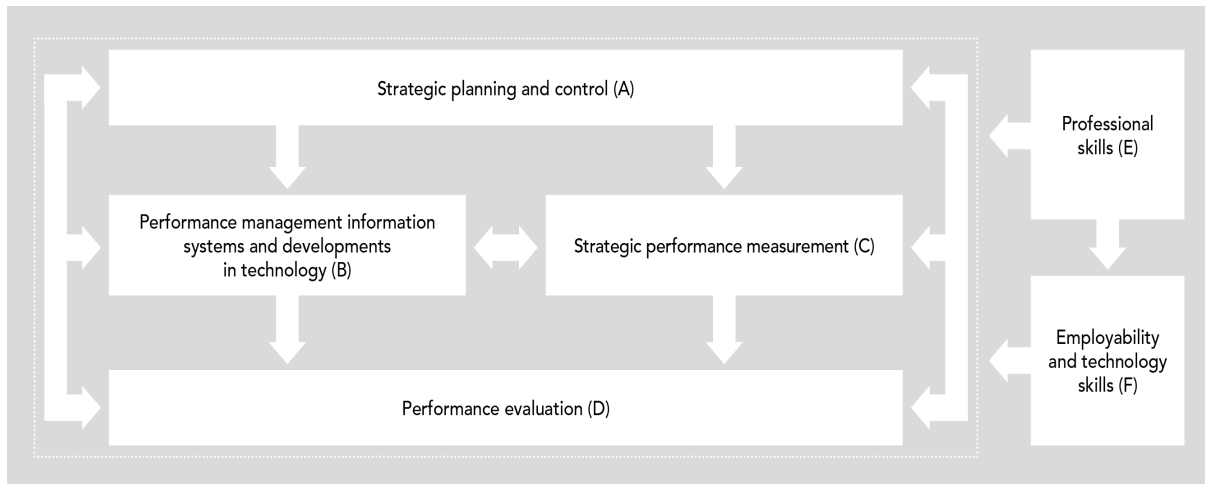 Strategic planning and control (A)
Professional
skills (E)
Performance management information
systems and developments
in technology (B)
Strategic performance measurement (C)
Employability
and technology
skills (F)
Performance evaluation (D)